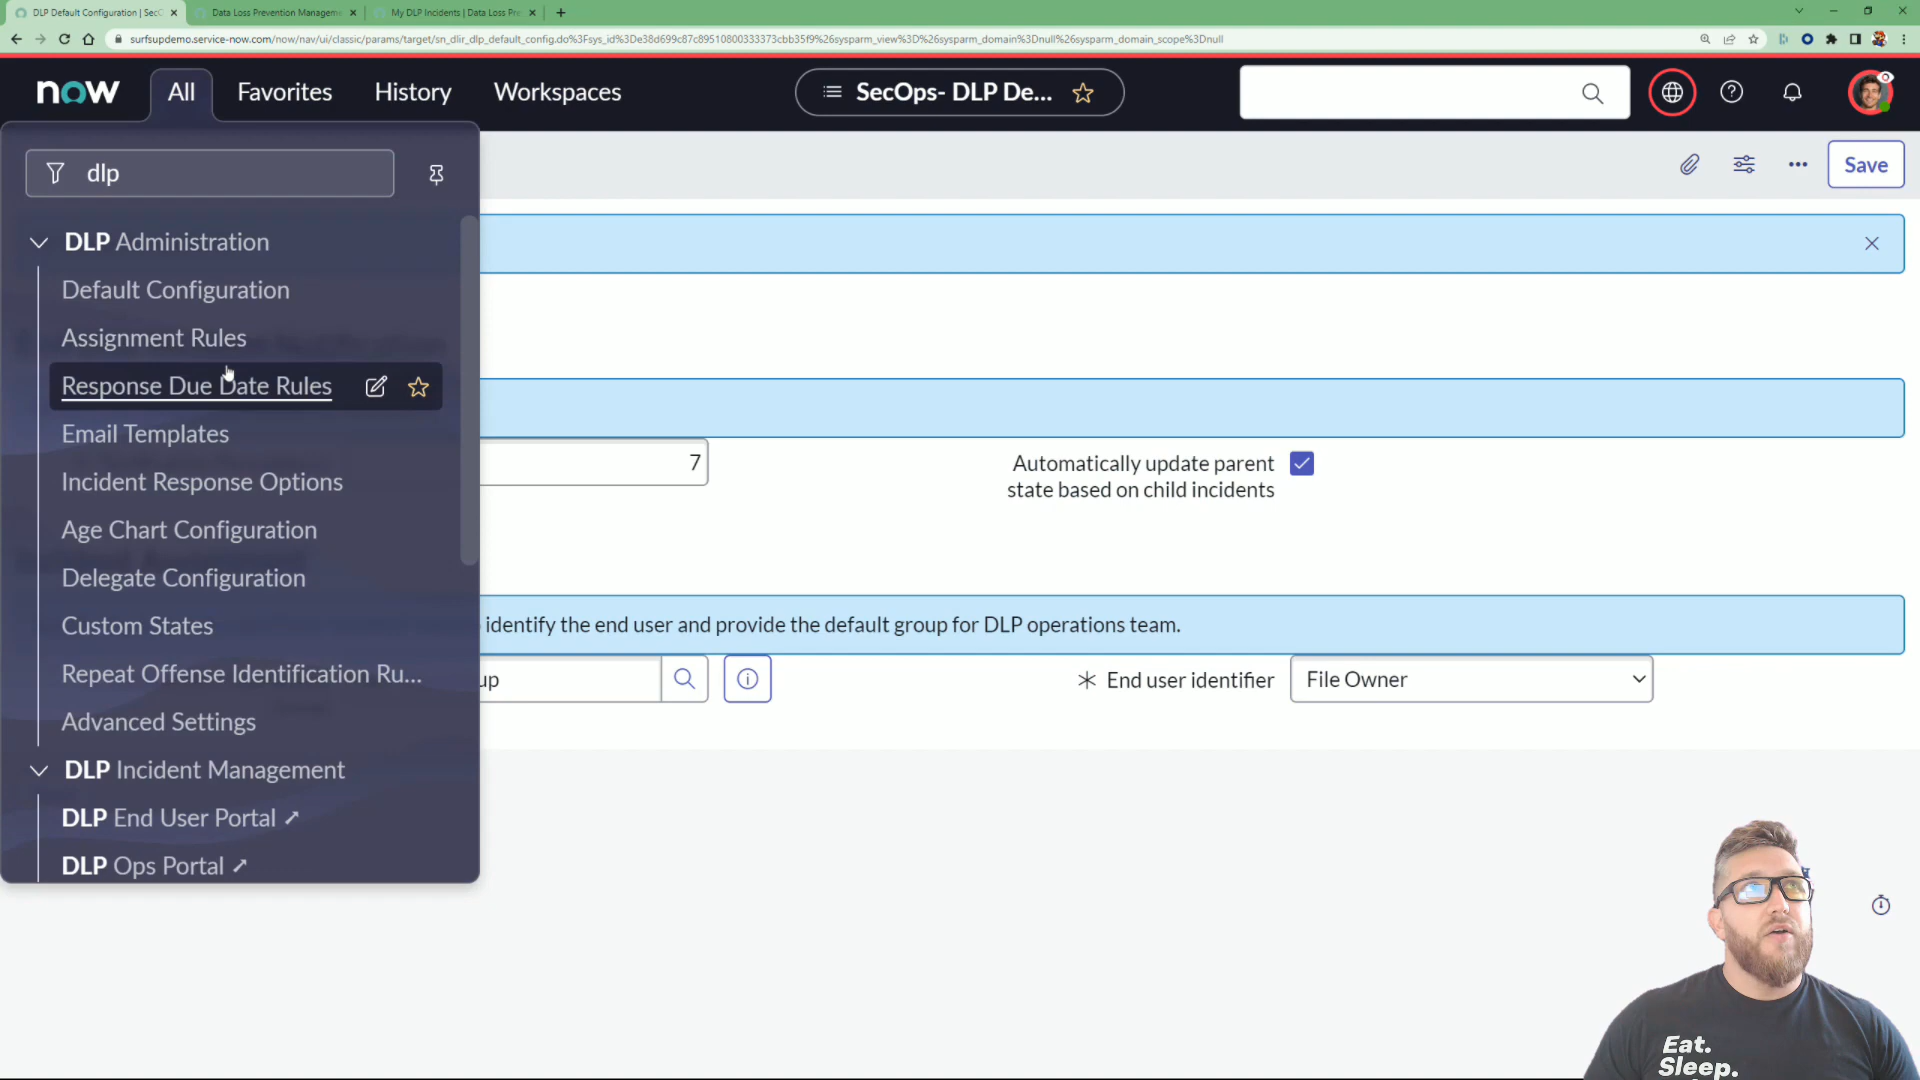 DLP Default Configuration | SecO
Data Loss Prevention Manageme
My DLP Incidents | Data Loss Pre
surfsupdemo.service-now.com/now/nav/ui/classic/params/target/sn_dlir_dlp_default_config.do%3Fsys_id%3De38d699c87c89510800333373cbb35f9%26sysparm_view%3D%26sysparm_domain%3Dnull%26sysparm_domain_scope%3Dnull
now All Favorites History Workspaces SecOps- DLP De...
dlp
Save
DLP Administration
Default Configuration
Assignment Rules
Response Due Date Rules
Email Templates
7
Automatically update parent
state based on child incidents
Incident Response Options
Age Chart Configuration
Delegate Configuration
Custom States
identify the end user and provide the default group for DLP operations team.
Repeat Offense Identification Ru...
up
End user identifier File Owner
Advanced Settings
DLP Incident Management
DLP End User Portal
DLP Ops Portal
Eat.
Sleep.